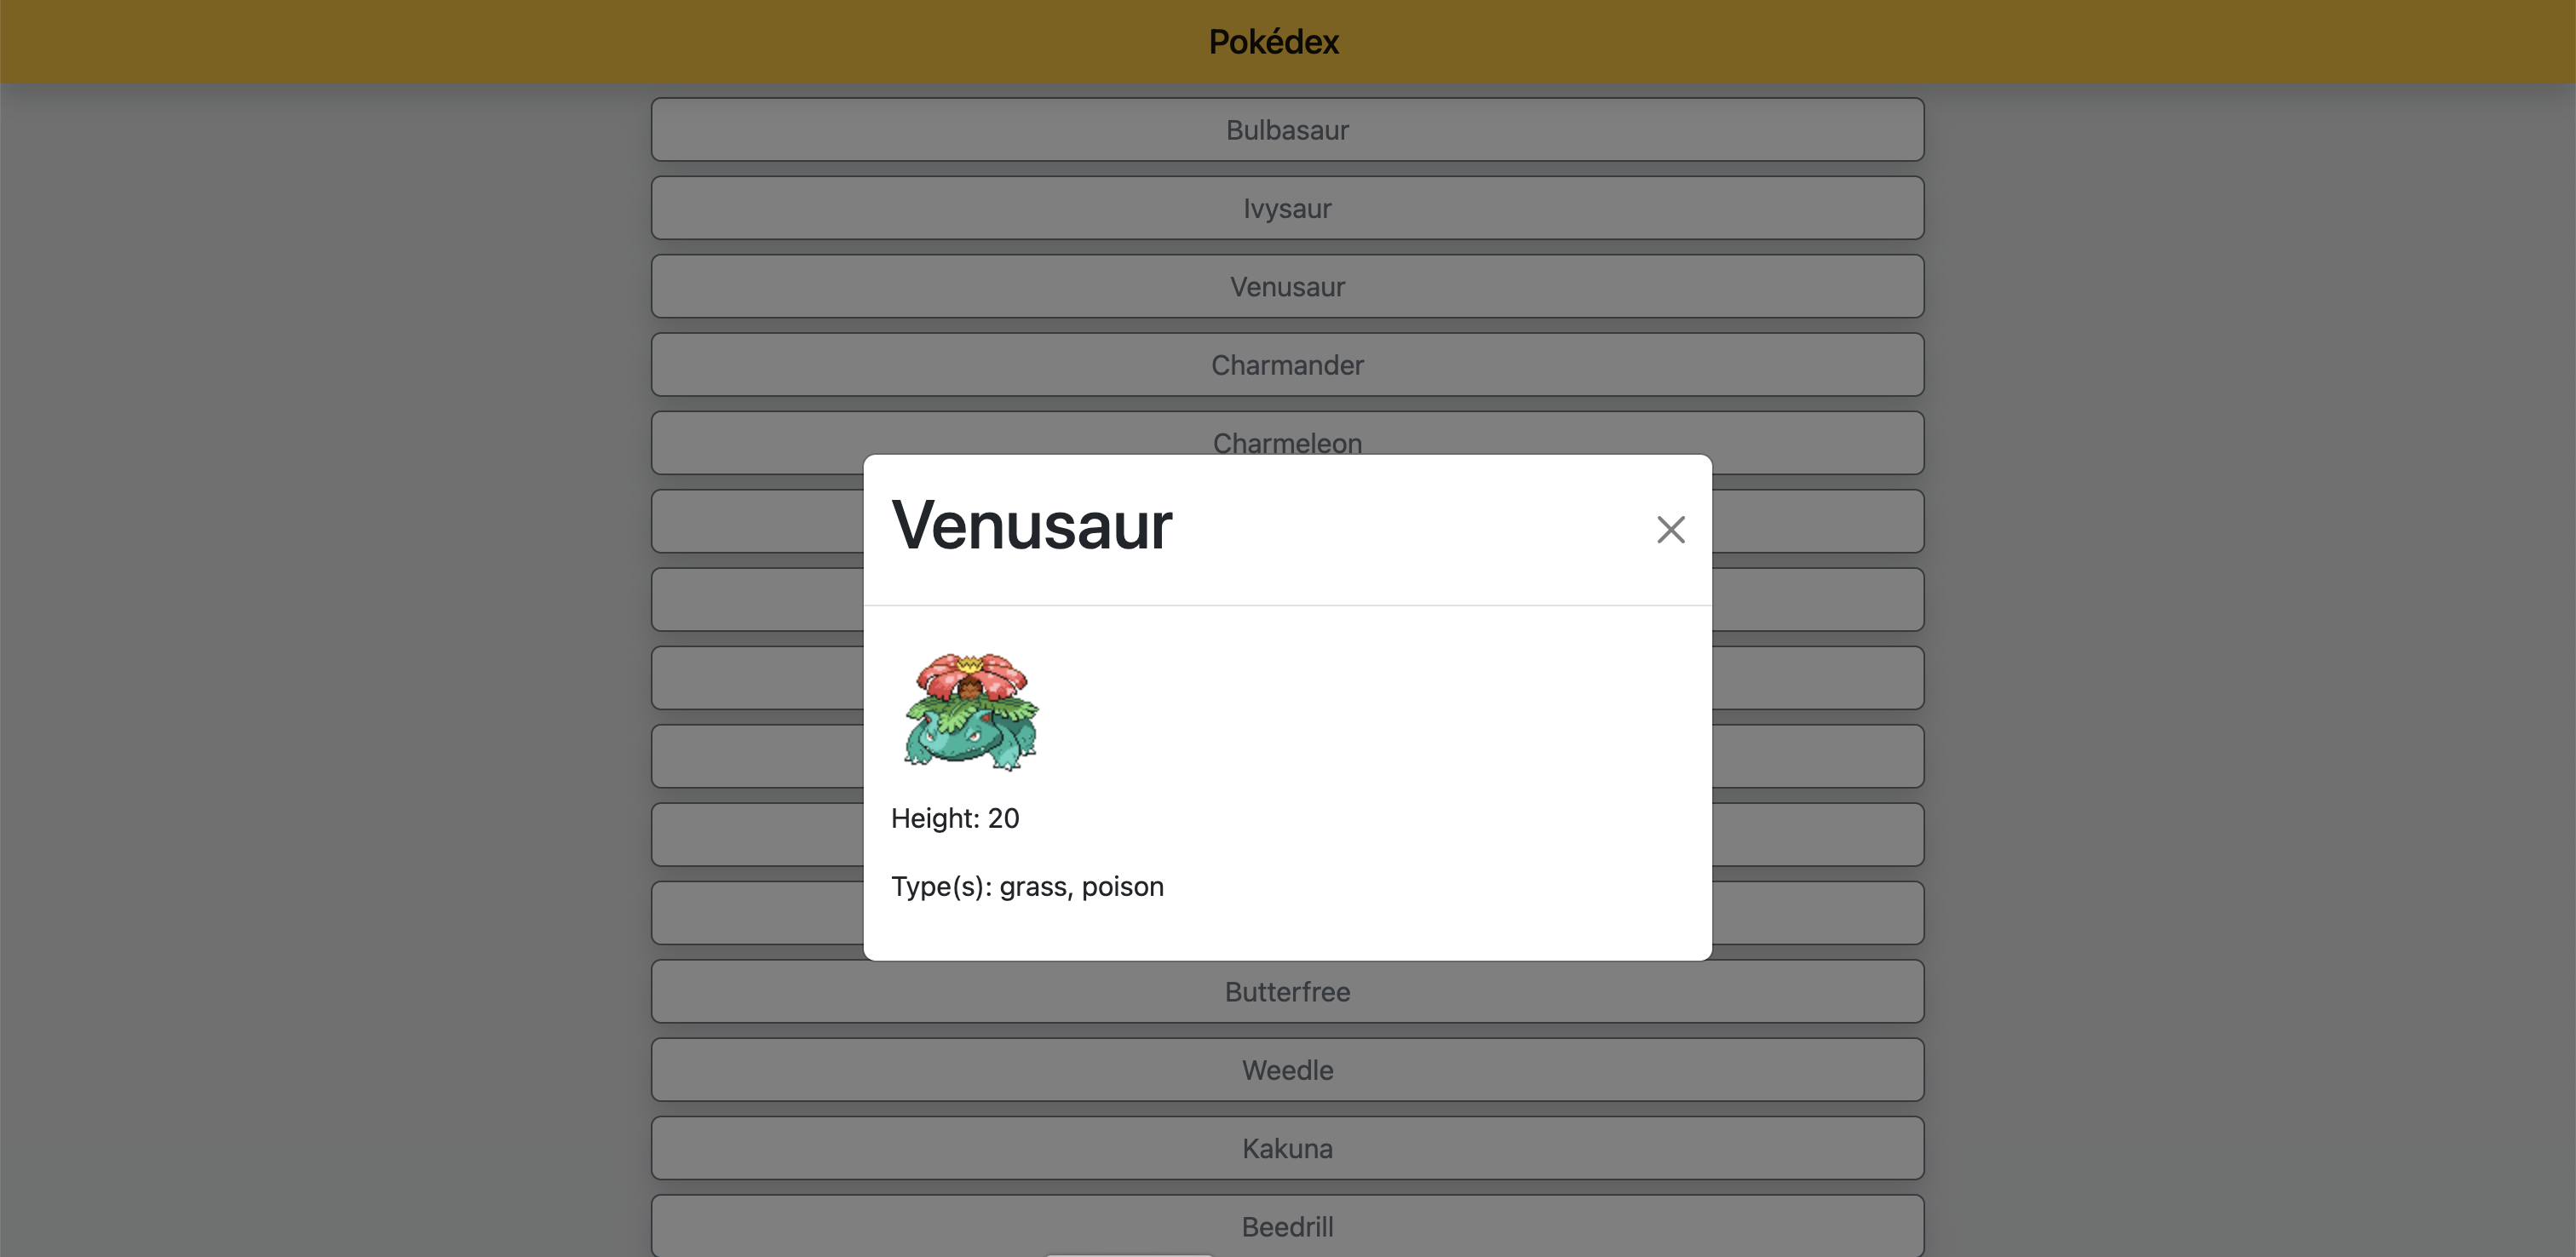 Pokédex
Bulbasaur
Ivysaur
Venusaur
Charmander
Charmeleon
Venusaur
Height: 20
Type(s): grass, poison
Butterfree
Weedle
Kakuna
Beedrill